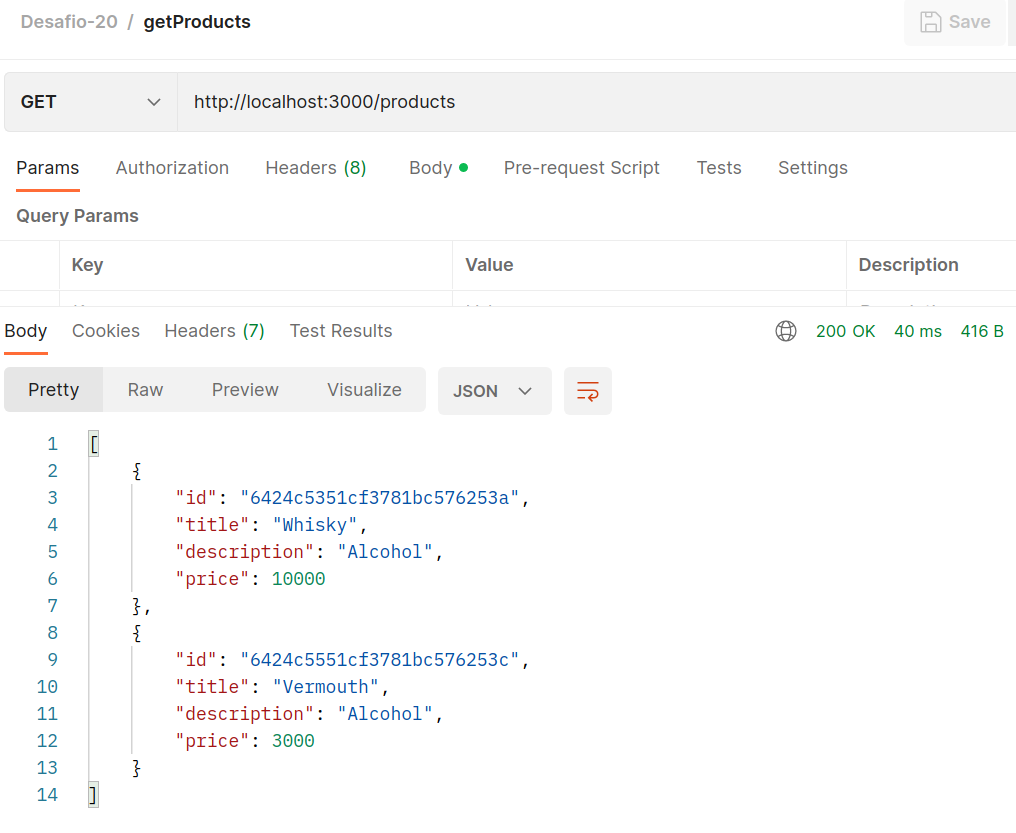 Desafio-20 / getProducts
Save
GET
http://localhost:3000/products
Params Authorization Headers (8) Body Pre-request Script Tests Settings
Query Params
Key Value Description
Body Cookies Headers (7) Test Results 200 OK 40 ms 416 B
Pretty Raw Preview Visualize JSON
1 [
2 {
3 "id": "6424c5351cf3781bc576253a",
4 "title": "Whisky",
5 "description": "Alcohol",
6 "price": 10000
7 },
8 {
9 "id": "6424c5551cf3781bc576253c",
10 "title": "Vermouth",
11 "description": "Alcohol",
12 "price": 3000
13 }
14 ]